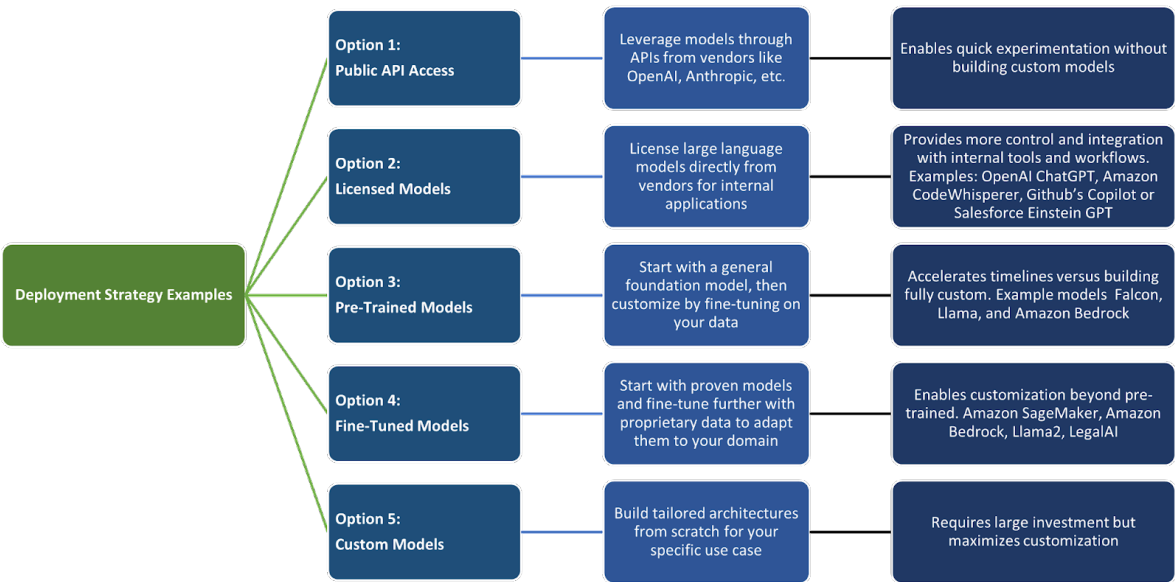 Deployment Strategy Examples
Option 1:
Public API Access
Leverage models through
APIs from vendors like
OpenAI, Anthropic, etc.
Enables quick experimentation without
building custom models
Option 2:
Licensed Models
License large language
models directly from
vendors for internal
applications
Provides more control and integration
with internal tools and workflows.
Examples: OpenAI ChatGPT, Amazon
CodeWhisperer, Github’s Copilot or
Salesforce Einstein GPT
Option 3:
Pre-Trained Models
Start with a general
foundation model, then
customize by fine-tuning on
your data
Accelerates timelines versus building
fully custom. Example models  Falcon,
Llama, and Amazon Bedrock
Option 4:
Fine-Tuned Models
Start with proven models
and fine-tune further with
proprietary data to adapt
them to your domain
Enables customization beyond pre-
trained. Amazon SageMaker, Amazon
Bedrock, Llama2, LegalAI
Option 5:
Custom Models
Build tailored architectures
from scratch for your
specific use case
Requires large investment but
maximizes customization